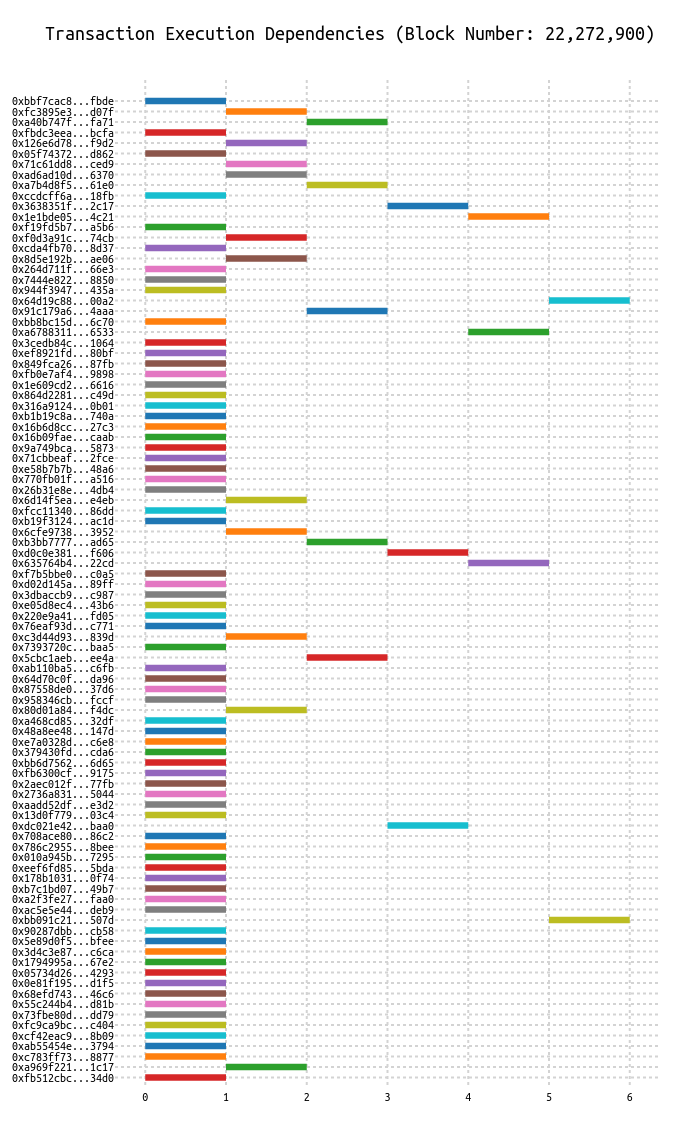 Transaction Execution Dependencies (Block Number: 22,272,900)
0xbbf7cac8...fbde
0xfc3895e3...d07f
0xa40b747f...fa71
0xfbdc3eea...bcfa
0x126e6d78...f9d2
0x05f74372...d862
0x71c61dd8...ced9
0xad6ad10d...6370
0xa7b4d8f5...61e0
0xccdcff6a...18fb
0x3638351f...2c17
0x1e1bde05...4c21
0xf19fd5b7...a5b6
0xf0d3a91c...74cb
0xcda4fb70...8d37
0x8d5e192b...ae06
0x264d711f...66e3
0x7444e822...8850
0x944f3947...435a
0x64d19c88...00a2
0x91c179a6...4aaa
0xbb8bc15d...6c70
0xa6788311...6533
0x3cedb84c...1064
0xef8921fd...80bf
0x849fca26...87fb
0xfb0e7af4...9898
0x1e609cd2...6616
0x864d2281...c49d
0x316a9124...0b01
0xb1b19c8a...740a
0x16b6d8cc...27c3
0x16b09fae...caab
0x9a749bca...5873
0x71cbbeaf...2fce
0xe58b7b7b...48a6
0x770fb01f...a516
0x26b31e8e...4db4
0x6d14f5ea...e4eb
0xfcc11340...86dd
0xb19f3124...ac1d
0x6cfe9738...3952
0xb3bb7777...ad65
0xd0c0e381...f606
0x635764b4...22cd
0xf7b5bbe0...c0a5
0xd02d145a...89ff
0x3dbaccb9...c987
0xe05d8ec4...43b6
0x220e9a41...fd05
0x76eaf93d...c771
0xc3d44d93...839d
0x7393720c...baa5
0x5cbc1aeb...ee4a
0xab110ba5...c6fb
0x64d70c0f...da96
0x87558de0...37d6
0x958346cb...fccf
0x80d01a84...f4dc
0xa468cd85...32df
0x48a8ee48...147d
0xe7a0328d...c6e8
0x379430fd...cda6
0xbb6d7562...6d65
0xfb6300cf...9175
0x2aec012f...77fb
0x2736a831...5044
0xaadd52df...e3d2
0x13d0f779...03c4
0xdc021e42...baa0
0x708ace80...86c2
0x786c2955...8bee
0x010a945b...7295
0xeef6fd85...5bda
0x178b1031...0f74
0xb7c1bd07...49b7
0xa2f3fe27...faa0
0xac5e5e44...deb9
0xbb091c21...507d
0x90287dbb...cb58
0x5e89d0f5...bfee
0x3d4c3e87...c6ca
0x1794995a...67e2
0x05734d26...4293
0x0e81f195...d1f5
0x68efd743...46c6
0x55c244b4...d81b
0x73fbe80d...dd79
0xfc9ca9bc...c404
0xcf42eac9...8b09
0xab55454e...3794
0xc783ff73...8877
0xa969f221...1c17
0xfb512cbc...34d0
0 1 2 3 4 5 6